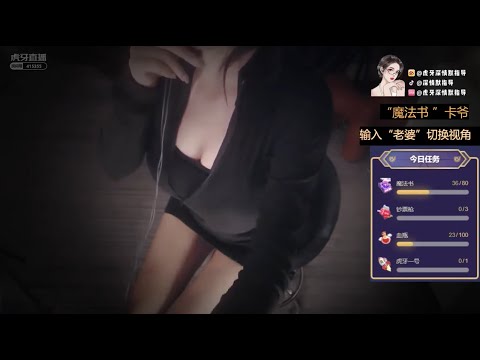 虎牙直播
415355
@虎牙深情默指导
@深情默指导
@虎牙深情默指导
“魔法书”卡爷
输入“老婆”切换视角
今日任务
魔法书 36/80
钞票枪 0/3
血瓶 23/100
虎牙一号 0/1